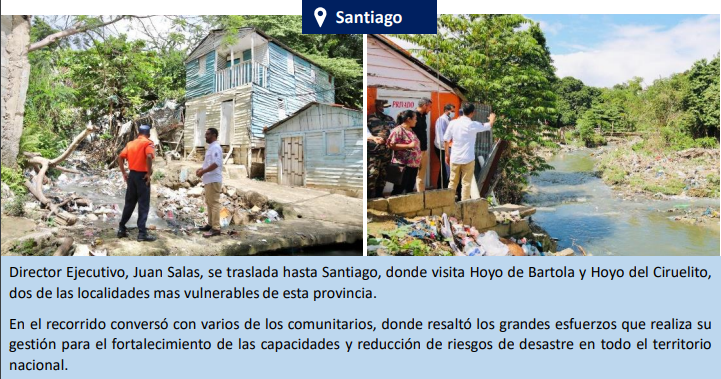 Santiago
PRIVADO
Director Ejecutivo, Juan Salas, se traslada hasta Santiago, donde visita Hoyo de Bartola y Hoyo del Ciruelito,
dos de las localidades mas vulnerables de esta provincia.
En el recorrido conversó con varios de los comunitarios, donde resaltó los grandes esfuerzos que realiza su
gestión para el fortalecimiento de las capacidades y reducción de riesgos de desastre en todo el territorio
nacional.